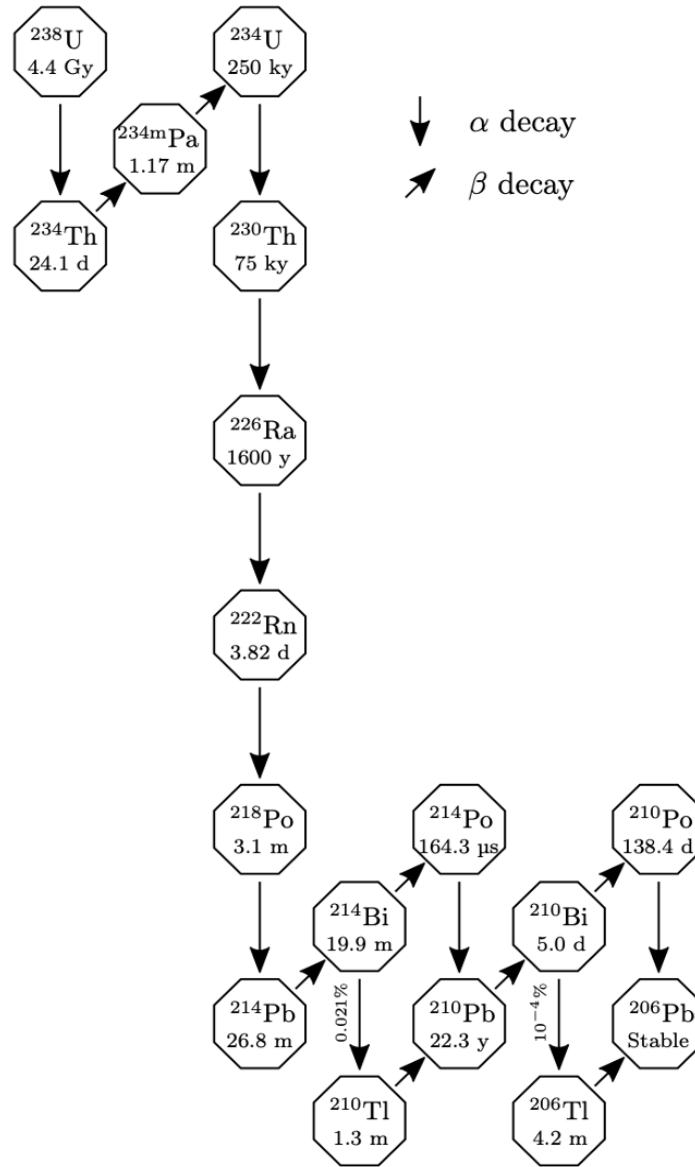 ²³⁸U
4.4 Gy
²³⁴U
250 ky
²³⁴ᵐPa
1.17 m
α decay
β decay
²³⁴Th
24.1 d
²³⁰Th
75 ky
²²⁶Ra
1600 y
²²²Rn
3.82 d
²¹⁸Po
3.1 m
²¹⁴Po
164.3 µs
²¹⁰Po
138.4 d
²¹⁴Bi
19.9 m
²¹⁰Bi
5.0 d
²¹⁴Pb
26.8 m
0.021%
²¹⁰Pb
22.3 y
10⁻⁴%
²⁰⁶Pb
Stable
²¹⁰Tl
1.3 m
²⁰⁶Tl
4.2 m